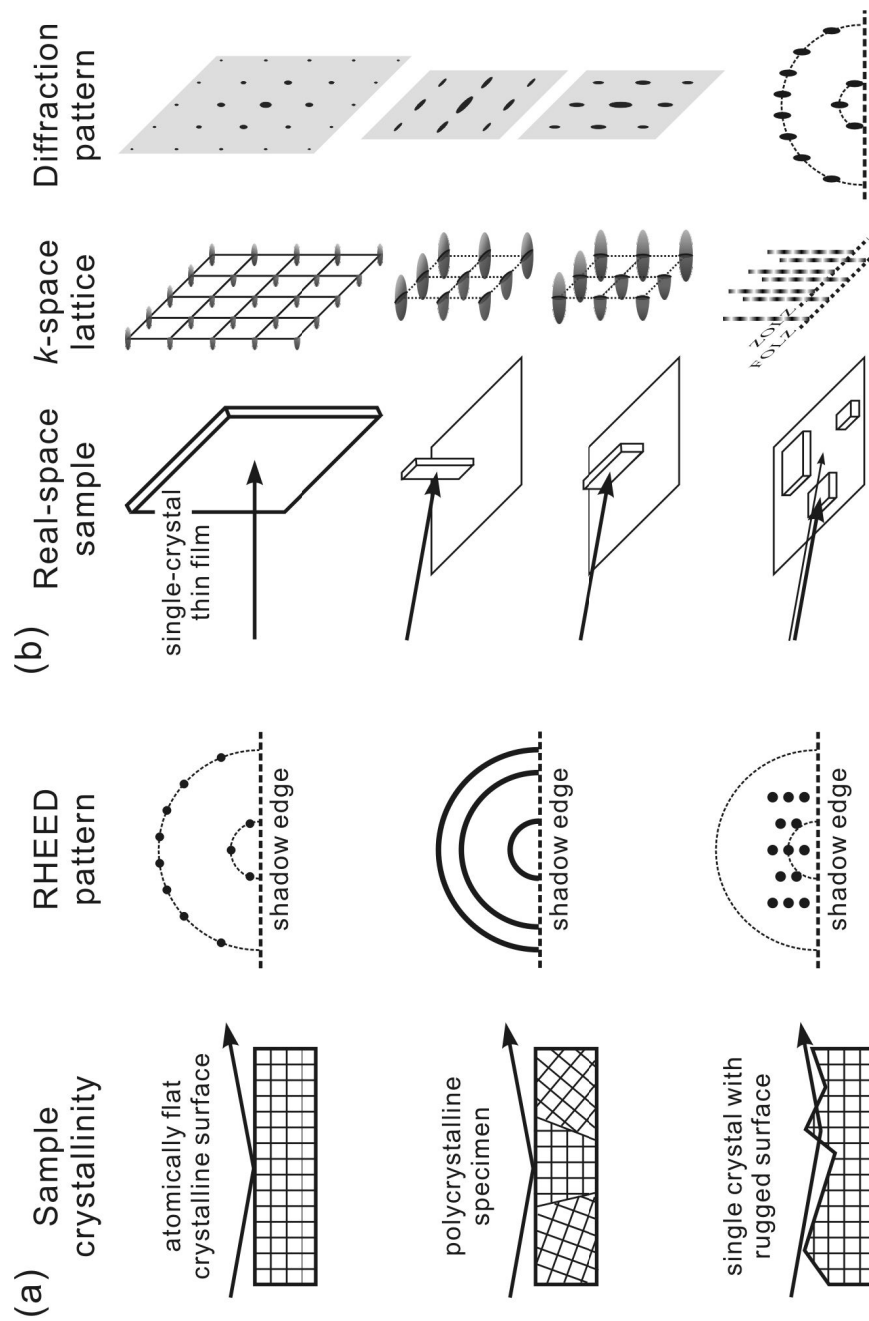 (a)
Sample
crystallinity
RHEED
pattern
atomically flat
crystalline surface
shadow edge
polycrystalline
specimen
shadow edge
single crystal with
rugged surface
shadow edge
(b)
Real-space
sample
k-space
lattice
Diffraction
pattern
single-crystal
thin film
ZOLZ
FOLZ